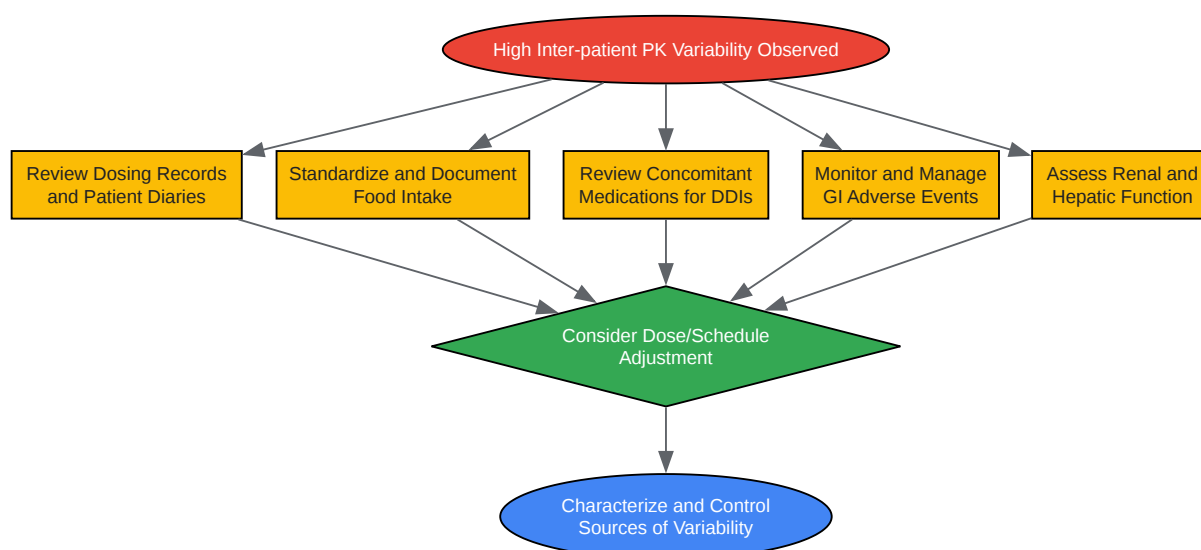 High Inter-patient PK Variability Observed
Review Dosing Records
and Patient Diaries
Standardize and Document
Food Intake
Review Concomitant
Medications for DDIs
Monitor and Manage
GI Adverse Events
Assess Renal and
Hepatic Function
Consider Dose/Schedule
Adjustment
Characterize and Control
Sources of Variability